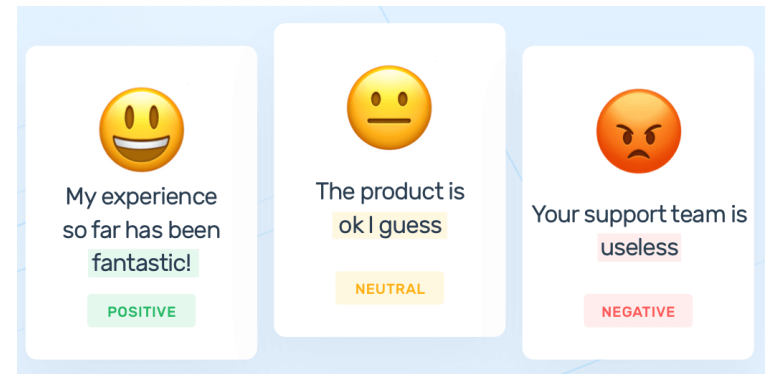 My experience
so far has been
fantastic!
POSITIVE
The product is
ok I guess
NEUTRAL
Your support team is
useless
NEGATIVE